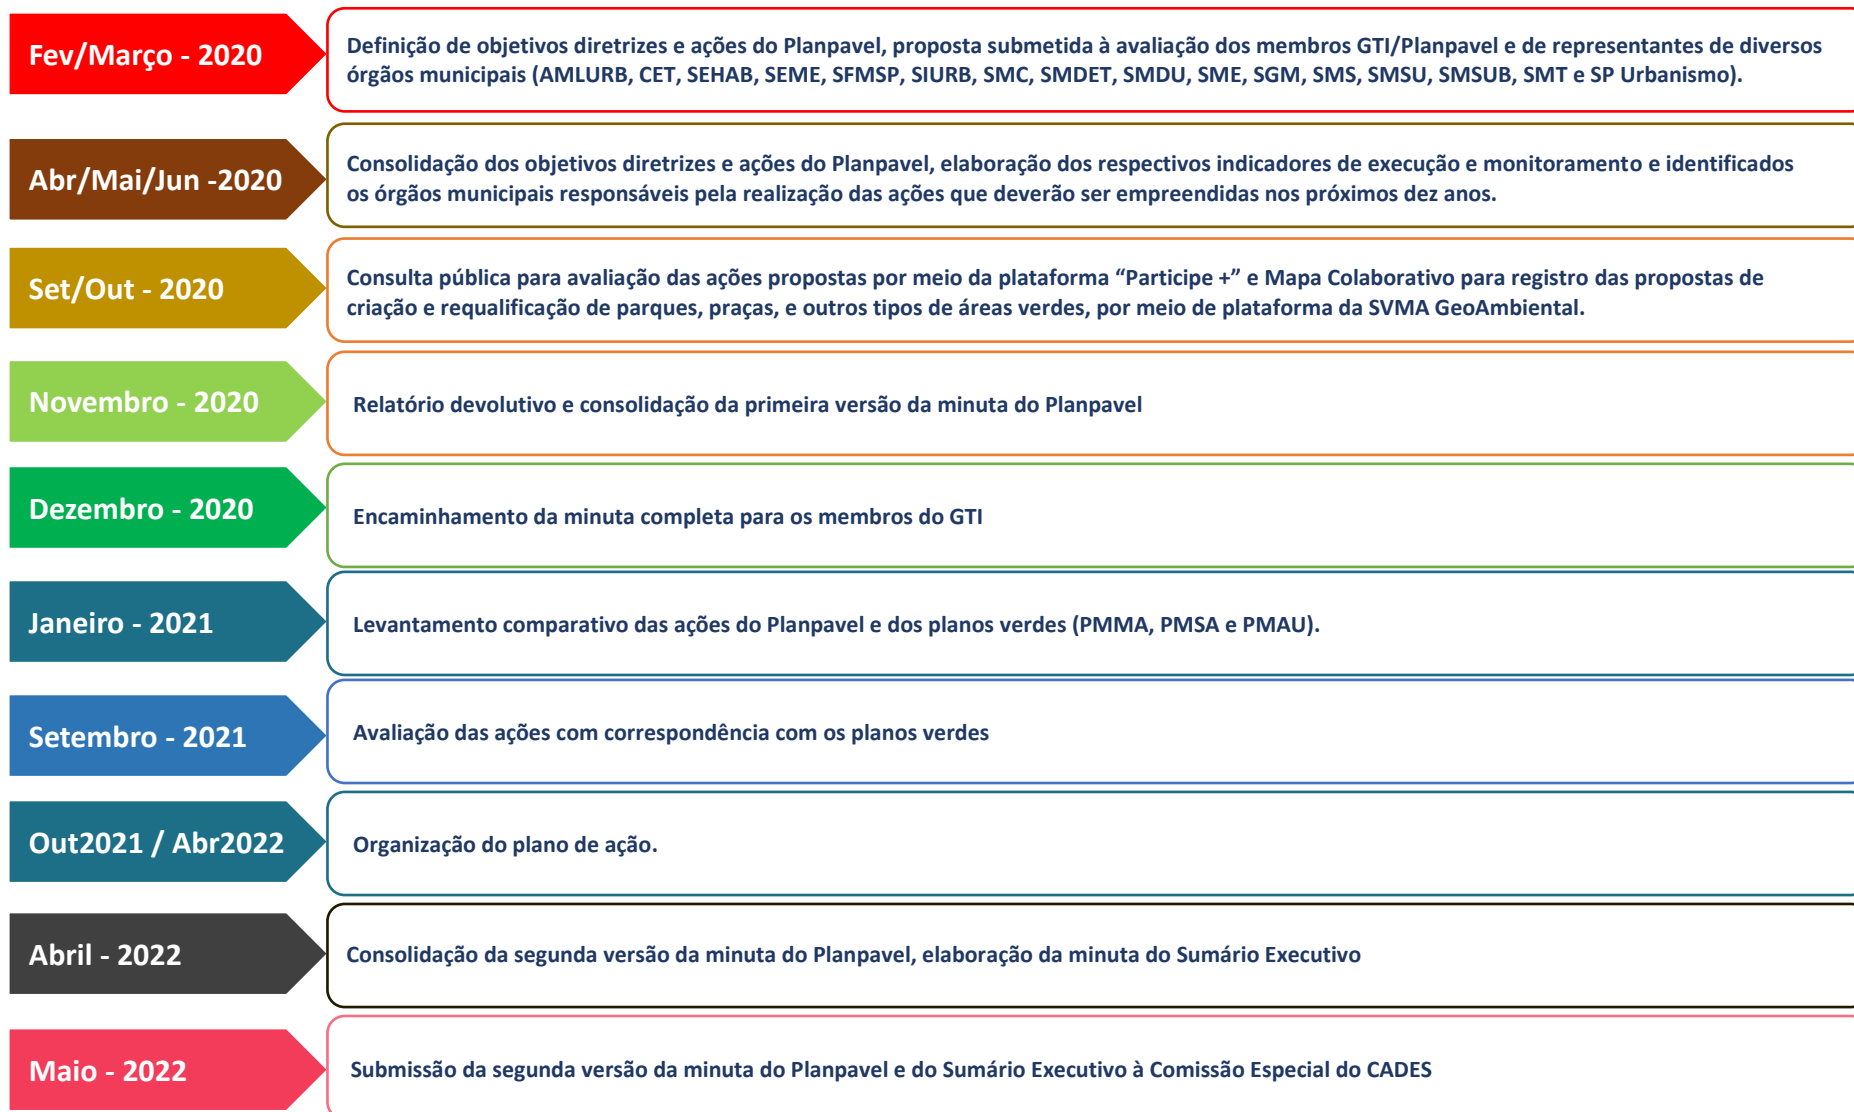 Fev/Março - 2020
Definição de objetivos diretrizes e ações do Planpavel, proposta submetida à avaliação dos membros GTI/Planpavel e de representantes de diversos
órgãos municipais (AMLURB, CET, SEHAB, SEME, SFMSP, SIURB, SMC, SMDET, SMDU, SME, SGM, SMS, SMSU, SMSUB, SMT e SP Urbanismo).
Abr/Mai/Jun -2020
Consolidação dos objetivos diretrizes e ações do Planpavel, elaboração dos respectivos indicadores de execução e monitoramento e identificados
os órgãos municipais responsáveis pela realização das ações que deverão ser empreendidas nos próximos dez anos.
Set/Out - 2020
Consulta pública para avaliação das ações propostas por meio da plataforma “Participe +” e Mapa Colaborativo para registro das propostas de
criação e requalificação de parques, praças, e outros tipos de áreas verdes, por meio de plataforma da SVMA GeoAmbiental.
Novembro - 2020
Relatório devolutivo e consolidação da primeira versão da minuta do Planpavel
Dezembro - 2020
Encaminhamento da minuta completa para os membros do GTI
Janeiro - 2021
Levantamento comparativo das ações do Planpavel e dos planos verdes (PMMA, PMSA e PMAU).
Setembro - 2021
Avaliação das ações com correspondência com os planos verdes
Out2021 / Abr2022
Organização do plano de ação.
Abril - 2022
Consolidação da segunda versão da minuta do Planpavel, elaboração da minuta do Sumário Executivo
Maio - 2022
Submissão da segunda versão da minuta do Planpavel e do Sumário Executivo à Comissão Especial do CADES